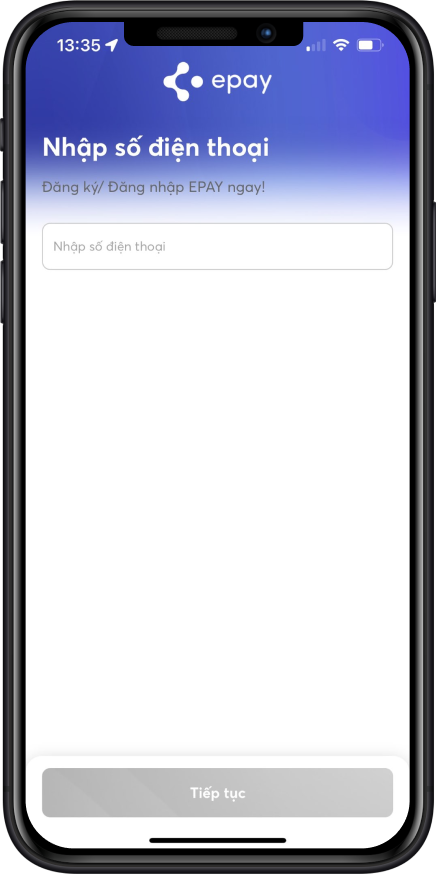 13:35
epay
Nhập số điện thoại
Đăng ký/ Đăng nhập EPAY ngay!
Nhập số điện thoại
Tiếp tục